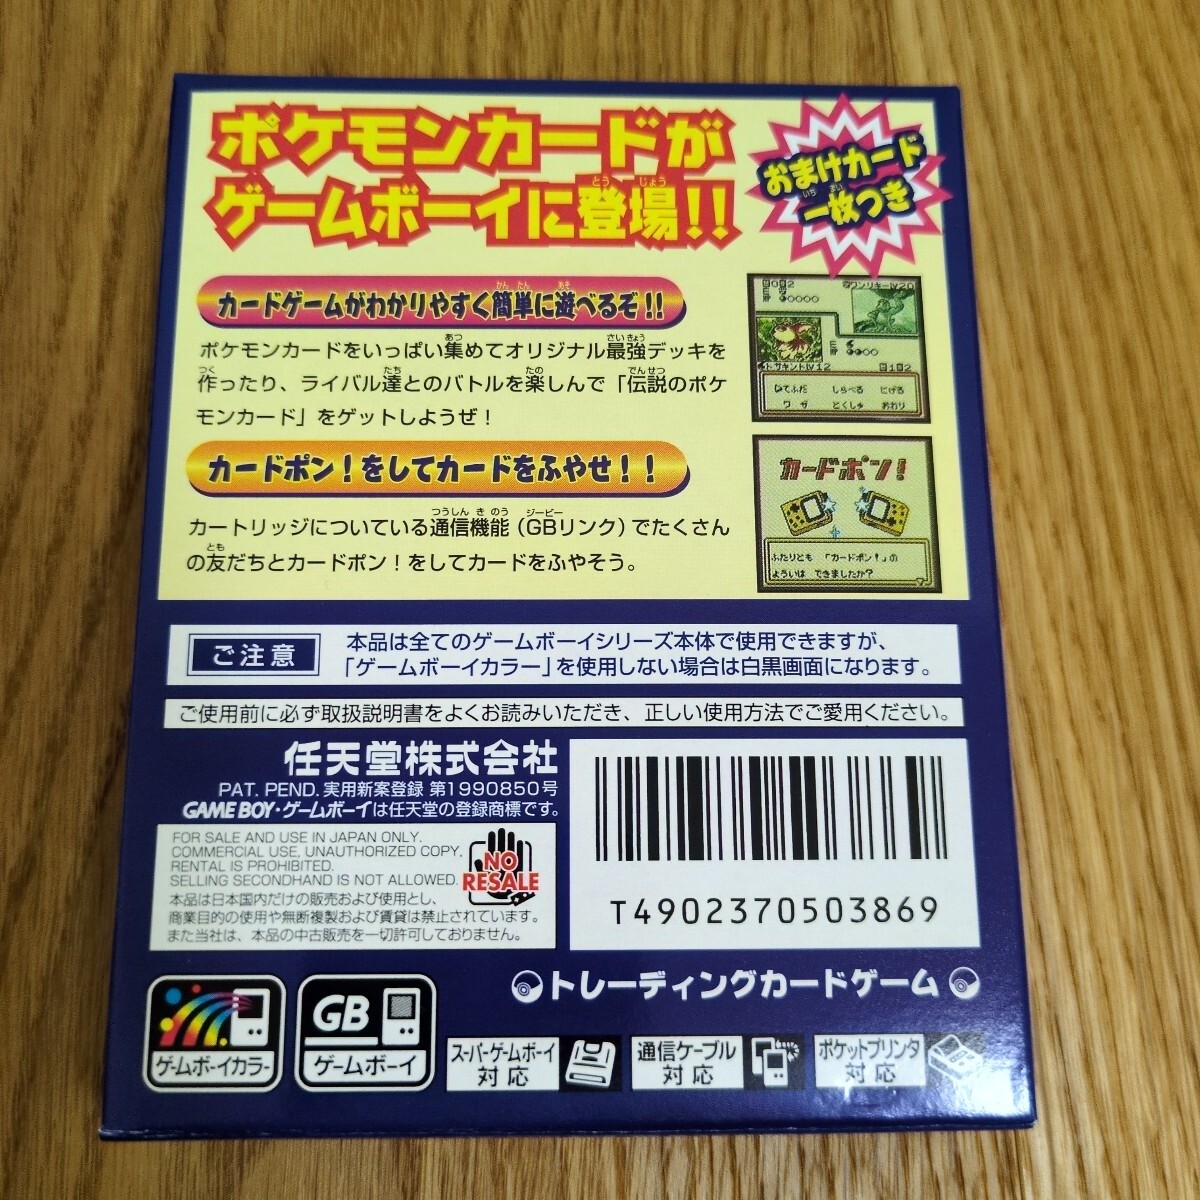 ポケモンカードが
ゲームボーイに登場!!
おまけカード
一枚つき
カードゲームがわかりやすく簡単に遊べるぞ!!
ポケモンカードをいっぱい集めてオリジナル最強デッキを
作ったり、ライバル達とのバトルを楽しんで「伝説のポケ
モンカード」をゲットしようぜ!
ワンリキーLV20
トサキントLV12
てふだ しらべる にげる
ワザ とくしゅ おわり
カードポン!をしてカードをふやせ!!
カートリッジについている通信機能(GBリンク)でたくさん
の友だちとカードポン!をしてカードをふやそう。
カードポン!
ふたりとも 「カードポン!」の
よういは できましたか?
ご注意
本品は全てのゲームボーイシリーズ本体で使用できますが、
「ゲームボーイカラー」を使用しない場合は白黒画面になります。
ご使用前に必ず取扱説明書をよくお読みいただき、正しい使用方法でご愛用ください。
任天堂株式会社
PAT. PEND. 実用新案登録 第1990850号
GAME BOY・ゲームボーイは任天堂の登録商標です。
FOR SALE AND USE IN JAPAN ONLY.
COMMERCIAL USE, UNAUTHORIZED COPY,
RENTAL IS PROHIBITED.
SELLING SECONDHAND IS NOT ALLOWED.
NO
RESALE
本品は日本国内だけの販売および使用とし、
商業目的の使用や無断複製および賃貸は禁止されています。
また当社は、本品の中古販売を一切許可しておりません。
T4902370503869
トレーディングカードゲーム
ゲームボーイカラー
GB
ゲームボーイ
スーパーゲームボーイ
対応
通信ケーブル
対応
ポケットプリンタ
対応